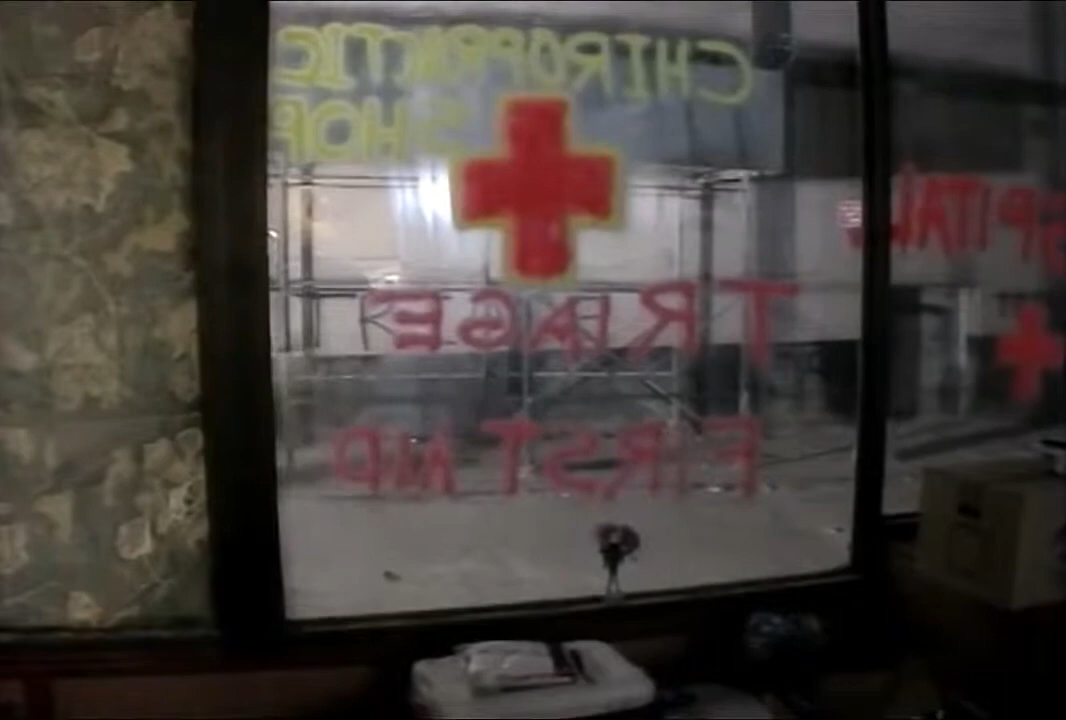 CHIROPRACTIC
SHOP
TRIAGE
FIRST AID
SPITAL